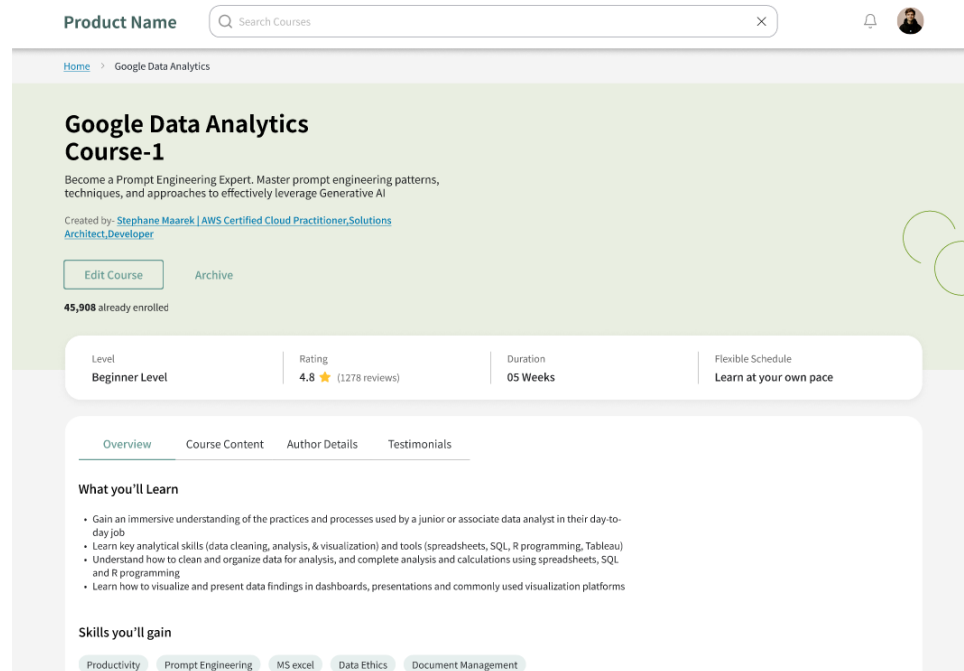 Product Name
Search Courses
Home > Google Data Analytics
Google Data Analytics
Course-1
Become a Prompt Engineering Expert. Master prompt engineering patterns,
techniques, and approaches to effectively leverage Generative AI
Created by- Stephane Maarek | AWS Certified Cloud Practitioner,Solutions
Architect,Developer
Edit Course Archive
45,908 already enrolled
Level Rating Duration Flexible Schedule
Beginner Level 4.8 ⭐ (1278 reviews) 05 Weeks Learn at your own pace
Overview Course Content Author Details Testimonials
What you’ll Learn
• Gain an immersive understanding of the practices and processes used by a junior or associate data analyst in their day-to-
day job
• Learn key analytical skills (data cleaning, analysis, & visualization) and tools (spreadsheets, SQL, R programming, Tableau)
• Understand how to clean and organize data for analysis, and complete analysis and calculations using spreadsheets, SQL
and R programming
• Learn how to visualize and present data findings in dashboards, presentations and commonly used visualization platforms
Skills you’ll gain
Productivity Prompt Engineering MS excel Data Ethics Document Management